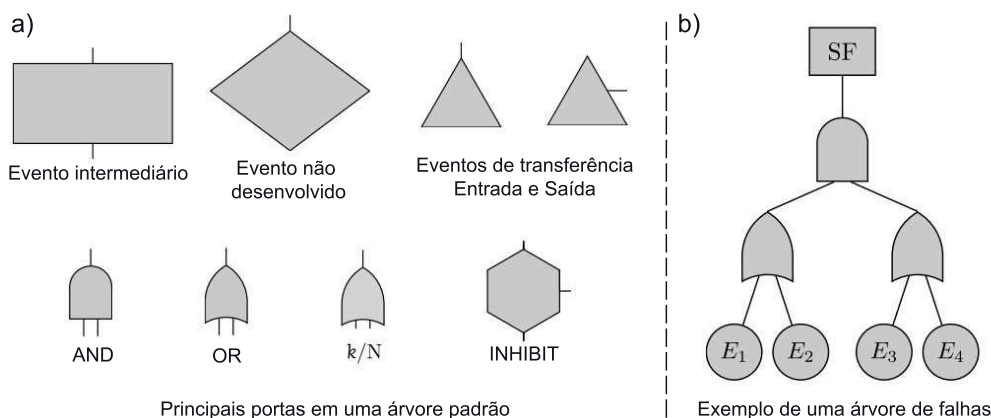 a)
Evento intermediário
Evento não
desenvolvido
Eventos de transferência
Entrada e Saída
AND
OR
k/N
INHIBIT
Principais portas em uma árvore padrão
b)
SF
E1 E2 E3 E4
Exemplo de uma árvore de falhas